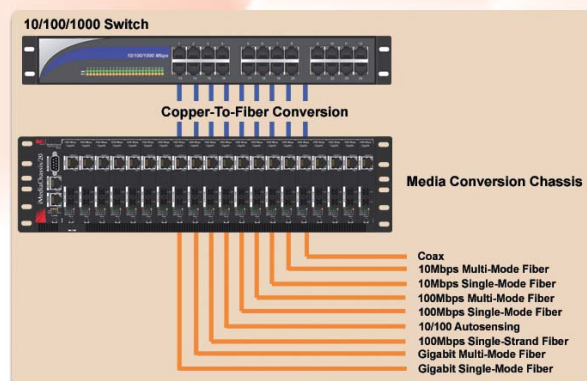 10/100/1000 Switch
10/100/1000 Mbps
Copper-To-Fiber Conversion
iMediaChassis/20
Media Conversion Chassis
Coax
10Mbps Multi-Mode Fiber
10Mbps Single-Mode Fiber
100Mbps Multi-Mode Fiber
100Mbps Single-Mode Fiber
10/100 Autosensing
100Mbps Single-Strand Fiber
Gigabit Multi-Mode Fiber
Gigabit Single-Mode Fiber